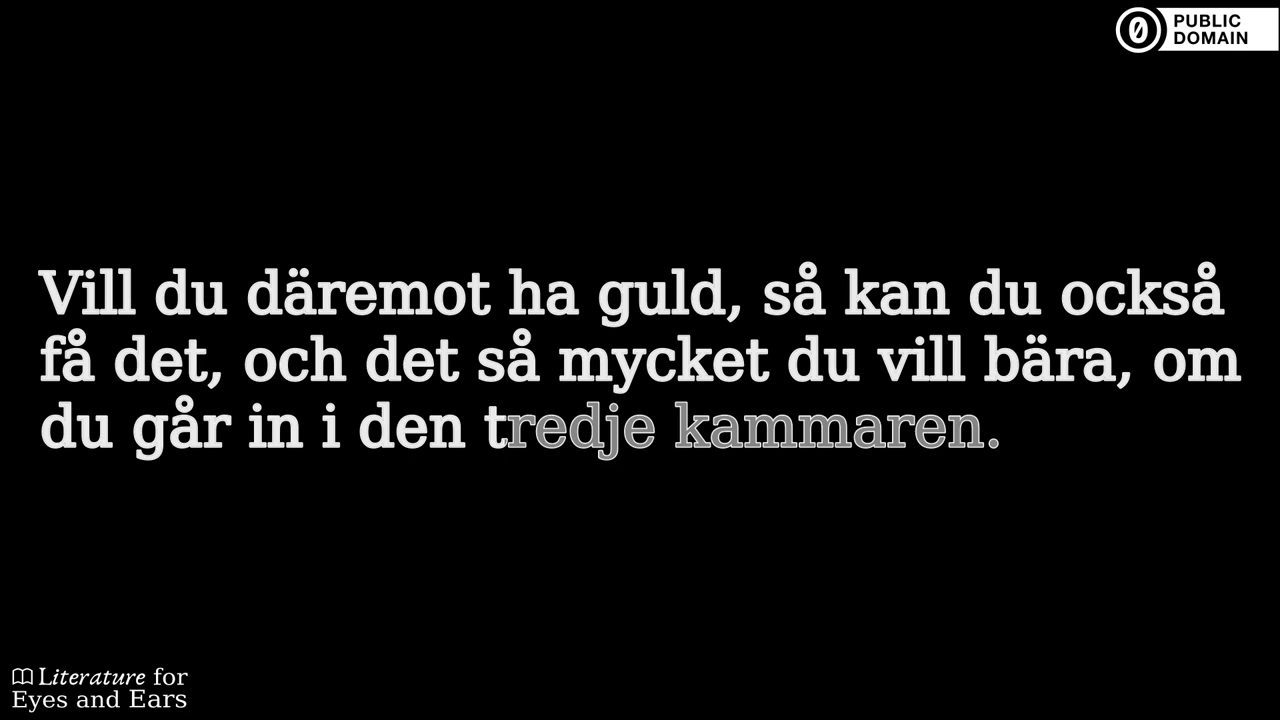 PUBLIC
DOMAIN
Vill du däremot ha guld, så kan du också
få det, och det så mycket du vill bära, om
du går in i den tredje kammaren.
Literature for
Eyes and Ears